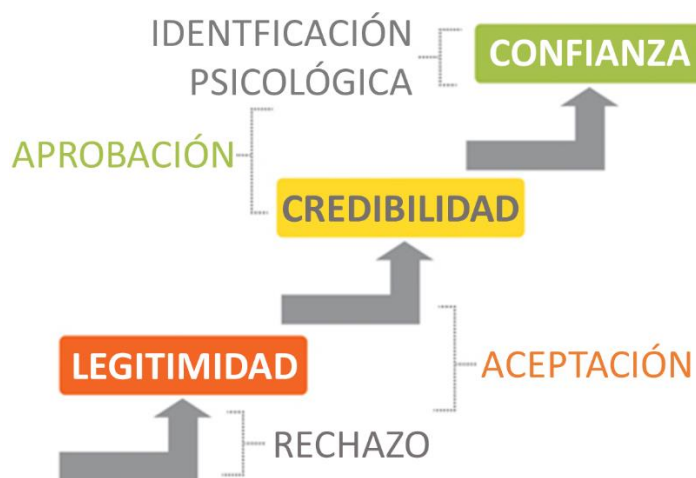 IDENTFICACIÓN
PSICOLÓGICA
CONFIANZA
APROBACIÓN
CREDIBILIDAD
LEGITIMIDAD
ACEPTACIÓN
RECHAZO